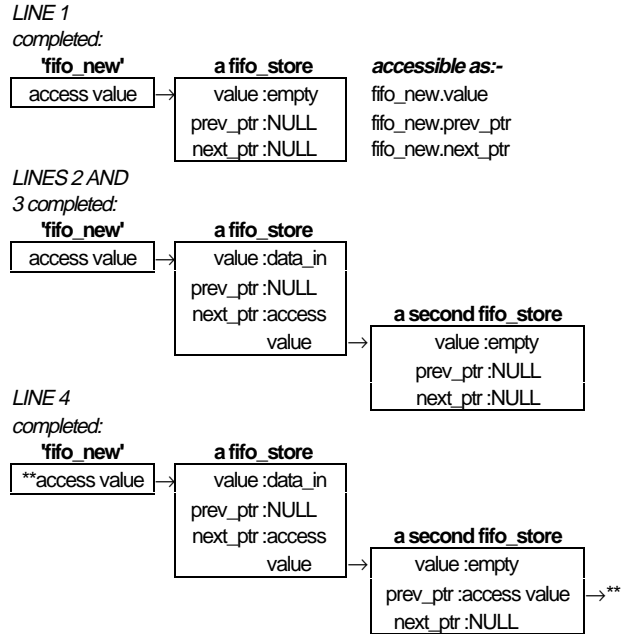 LINE 1
completed:
'fifo_new' a fifo_store accessible as:-
access value → value :empty fifo_new.value
prev_ptr :NULL fifo_new.prev_ptr
next_ptr :NULL fifo_new.next_ptr
LINES 2 AND
3 completed:
'fifo_new' a fifo_store
access value → value :data_in
prev_ptr :NULL
next_ptr :access a second fifo_store
value → value :empty
prev_ptr :NULL
next_ptr :NULL
LINE 4
completed:
'fifo_new' a fifo_store
**access value → value :data_in
prev_ptr :NULL
next_ptr :access a second fifo_store
value → value :empty
prev_ptr :access value →**
next_ptr :NULL